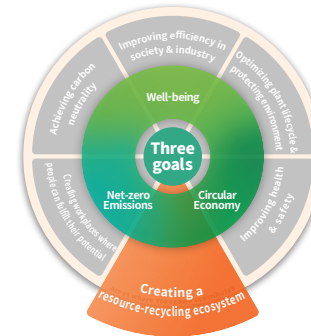 Improving efficiency in
society & industry
Optimizing plant lifecycle &
protecting environment
Achieving carbon
neutrality
Well-being
Three
goals
Net-zero
Emissions
Circular
Economy
Creating workplaces where
people can fulfill their potential
Improving health
& safety
Creating a
resource-recycling ecosystem